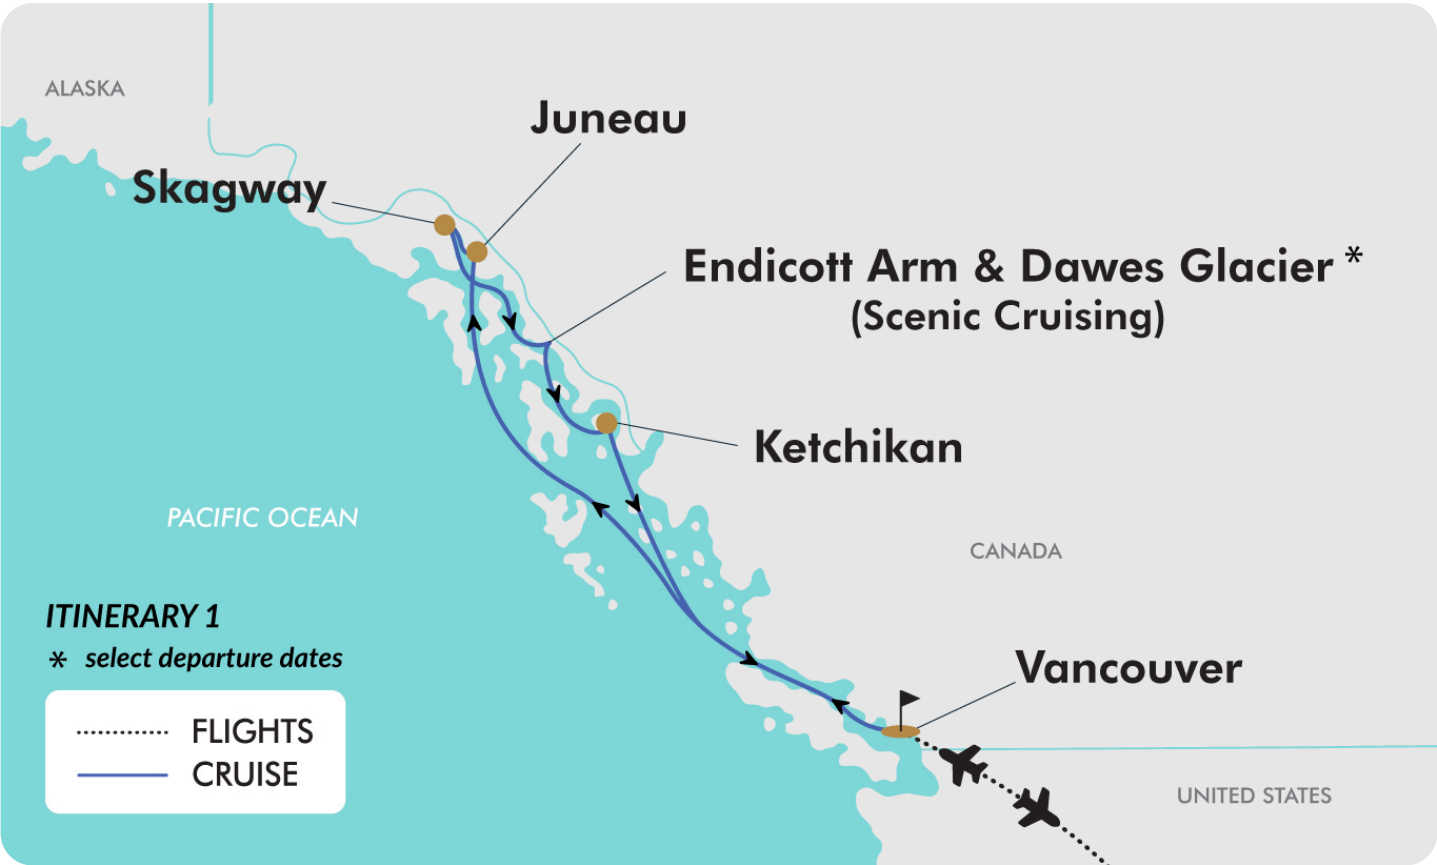 ALASKA
Juneau
Skagway
Endicott Arm & Dawes Glacier *
(Scenic Cruising)
Ketchikan
PACIFIC OCEAN
CANADA
ITINERARY 1
* select departure dates
Vancouver
FLIGHTS
CRUISE
UNITED STATES